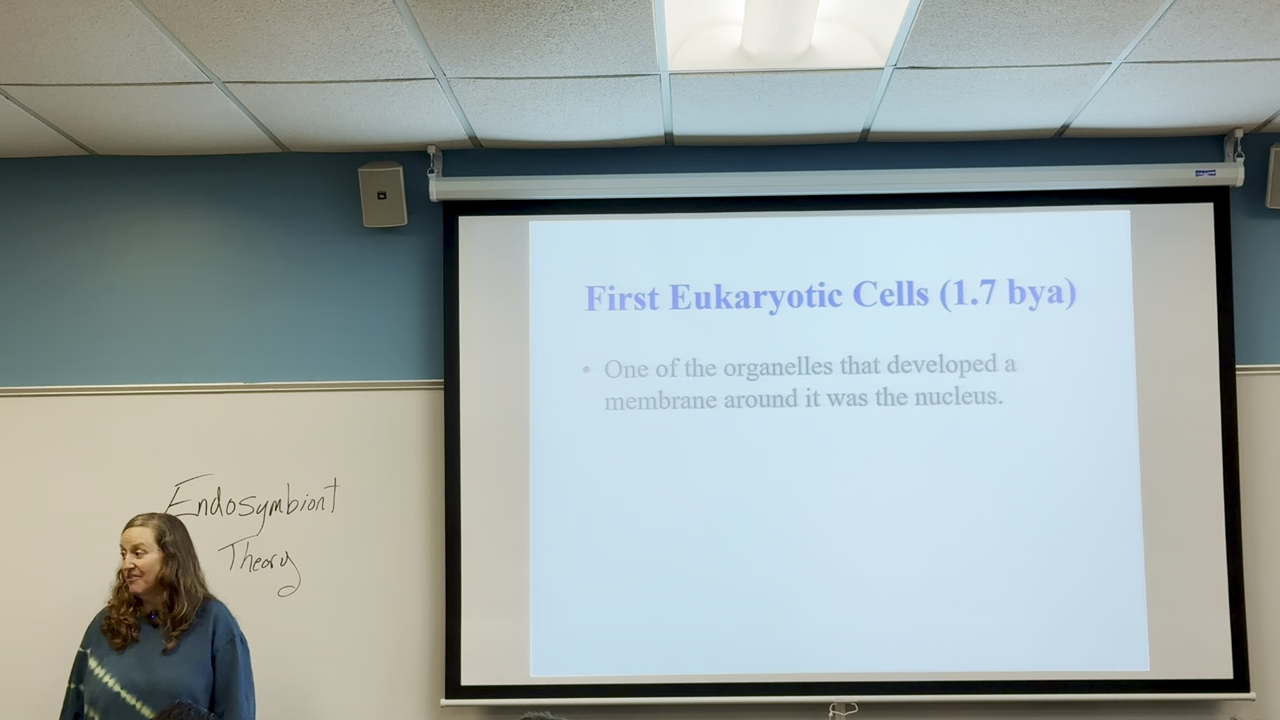 First Eukaryotic Cells (1.7 bya)
• One of the organelles that developed a
membrane around it was the nucleus.
Endosymbiont
Theory